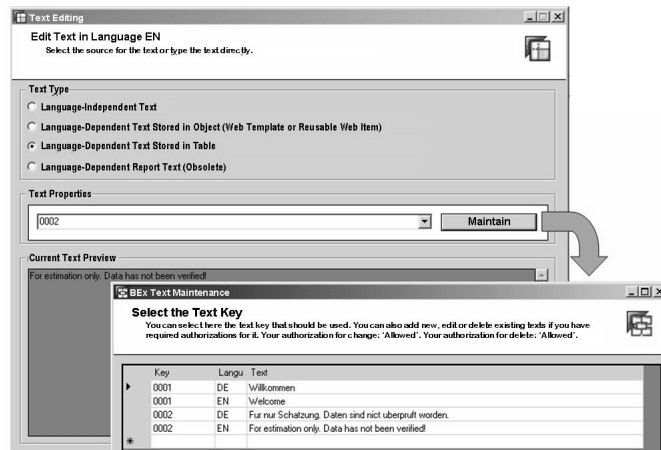 Text Editing
Edit Text in Language EN
Select the source for the text or type the text directly.
Text Type
Language-Independent Text
Language-Dependent Text Stored in Object (Web Template or Reusable Web Item)
Language-Dependent Text Stored in Table
Language-Dependent Report Text (Obsolete)
Text Properties
0002
Maintain
Current Text Preview
For estimation only. Data has not been verified!
BEx Text Maintenance
Select the Text Key
You can select here the text key that should be used. You can also add new, edit or delete existing texts if you have
required authorizations for it. Your authorization for change: 'Allowed'. Your authorization for delete: 'Allowed'.
Key Langu Text
0001 DE Willkommen
0001 EN Welcome
0002 DE Fur nur Schatzung. Daten sind nict uberpruft worden.
0002 EN For estimation only. Data has not been verified!